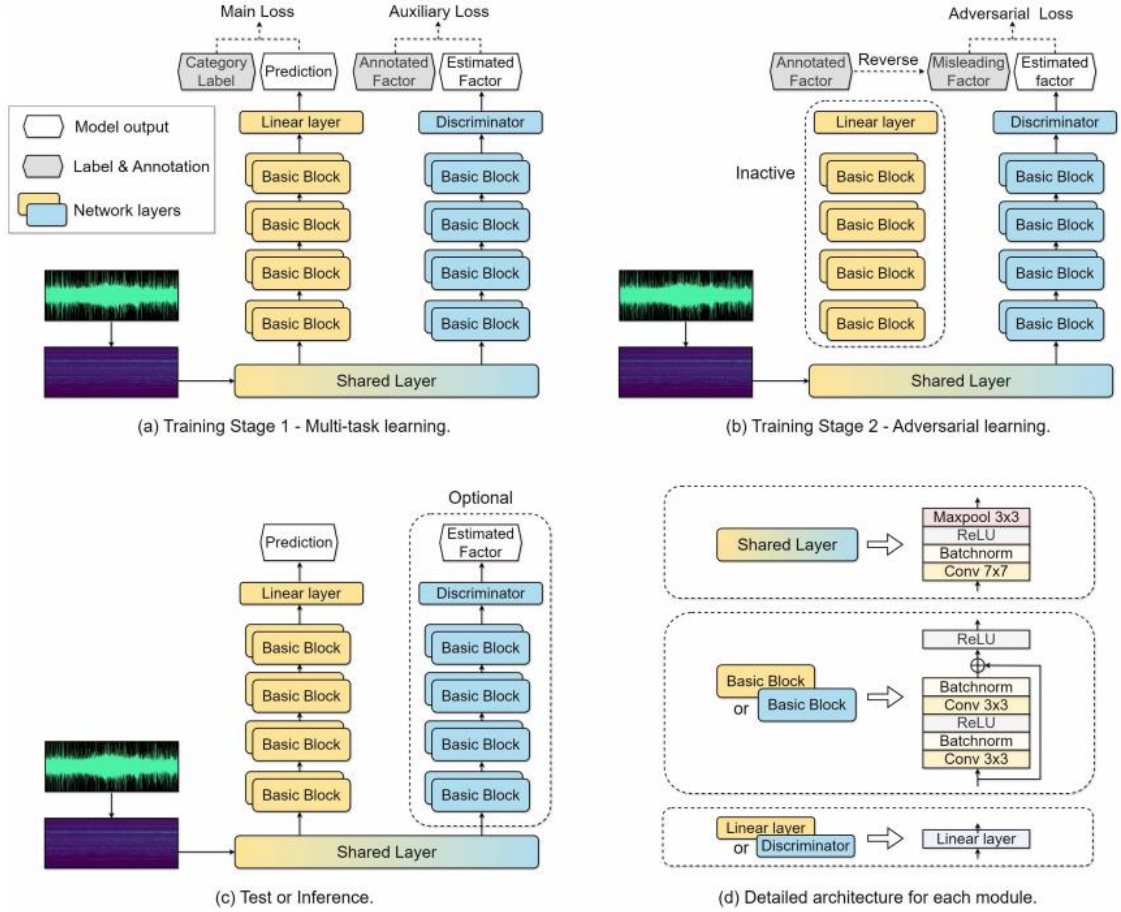 Main Loss
Auxiliary Loss
Category
Label
Prediction
Annotated
Factor
Estimated
Factor
Linear layer
Discriminator
Basic Block
Basic Block
Basic Block
Basic Block
Basic Block
Basic Block
Basic Block
Basic Block
Shared Layer
Model output
Label & Annotation
Network layers
(a) Training Stage 1 - Multi-task learning.
Adversarial Loss
Annotated
Factor
Reverse
Misleading
Factor
Estimated
factor
Linear layer
Discriminator
Inactive
Basic Block
Basic Block
Basic Block
Basic Block
Basic Block
Basic Block
Basic Block
Basic Block
Shared Layer
(b) Training Stage 2 - Adversarial learning.
Optional
Prediction
Estimated
Factor
Linear layer
Discriminator
Basic Block
Basic Block
Basic Block
Basic Block
Basic Block
Basic Block
Basic Block
Basic Block
Shared Layer
(c) Test or Inference.
Shared Layer
Maxpool 3x3
ReLU
Batchnorm
Conv 7x7
Basic Block
or
Basic Block
ReLU
Batchnorm
Conv 3x3
ReLU
Batchnorm
Conv 3x3
Linear layer
or
Discriminator
Linear layer
(d) Detailed architecture for each module.